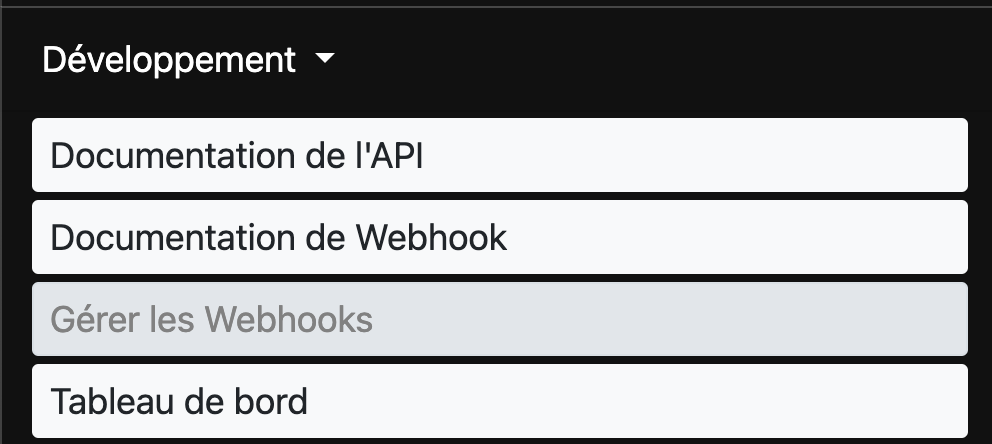 Développement
Documentation de l'API
Documentation de Webhook
Gérer les Webhooks
Tableau de bord